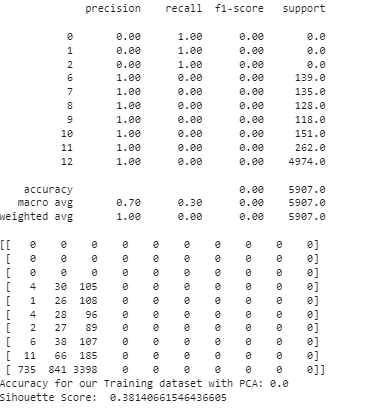 precision recall f1-score support
0 0.00 1.00 0.00 0.0
1 0.00 1.00 0.00 0.0
2 0.00 1.00 0.00 0.0
6 1.00 0.00 0.00 139.0
7 1.00 0.00 0.00 135.0
8 1.00 0.00 0.00 128.0
9 1.00 0.00 0.00 118.0
10 1.00 0.00 0.00 151.0
11 1.00 0.00 0.00 262.0
12 1.00 0.00 0.00 4974.0
accuracy 0.00 5907.0
macro avg 0.70 0.30 0.00 5907.0
weighted avg 1.00 0.00 0.00 5907.0
[[ 0 0 0 0 0 0 0 0 0 0]
[ 0 0 0 0 0 0 0 0 0 0]
[ 0 0 0 0 0 0 0 0 0 0]
[ 4 30 105 0 0 0 0 0 0 0]
[ 1 26 108 0 0 0 0 0 0 0]
[ 4 28 96 0 0 0 0 0 0 0]
[ 2 27 89 0 0 0 0 0 0 0]
[ 6 38 107 0 0 0 0 0 0 0]
[ 11 66 185 0 0 0 0 0 0 0]
[ 735 841 3398 0 0 0 0 0 0 0]]
Accuracy for our Training dataset with PCA: 0.0
Sihouette Score: 0.38140661546436605